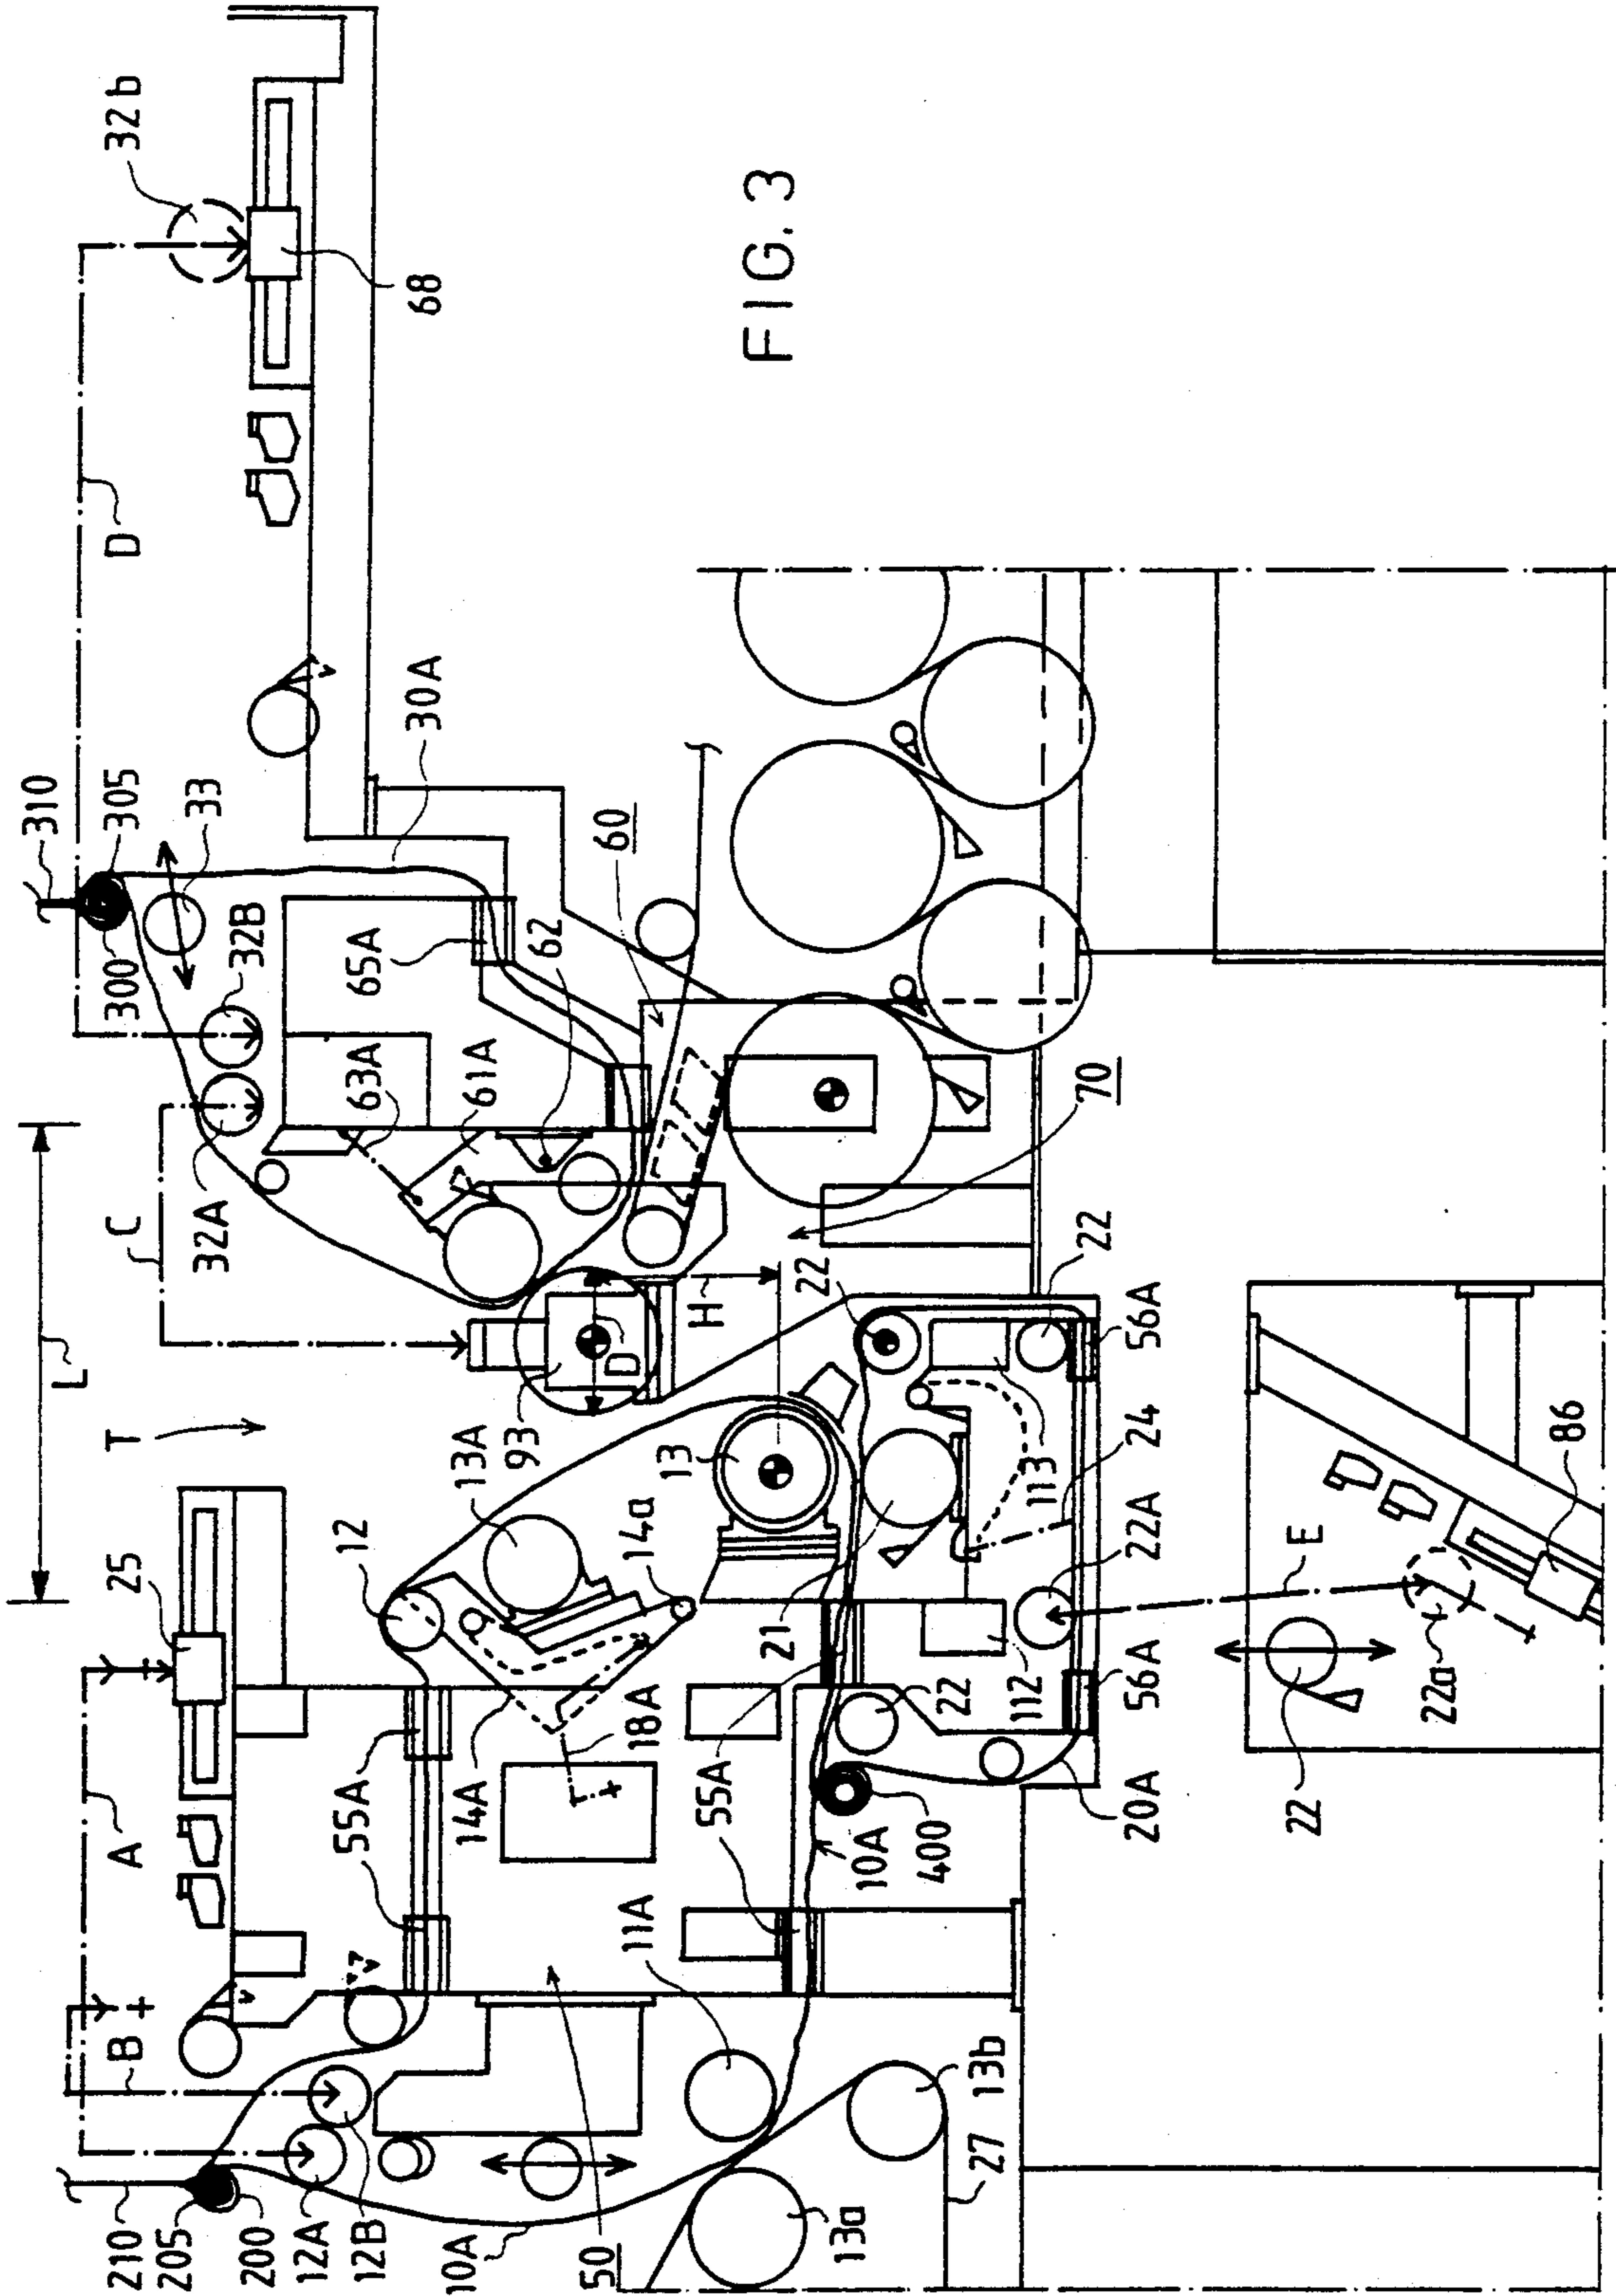 FIG. 3
210
205
200
12A
12B
10A
50
B
A
25
T
L
C
32A
300
32B
33
305
310
D
32b
68
55A
12
13A
93
14A
18A
14a
13
D
H
63A
61A
62
65A
30A
60
70
11A
55A
10A
400
21
22
112
22A
113
24
22
22
56A
56A
20A
13a
13b
27
22
22a
E
86